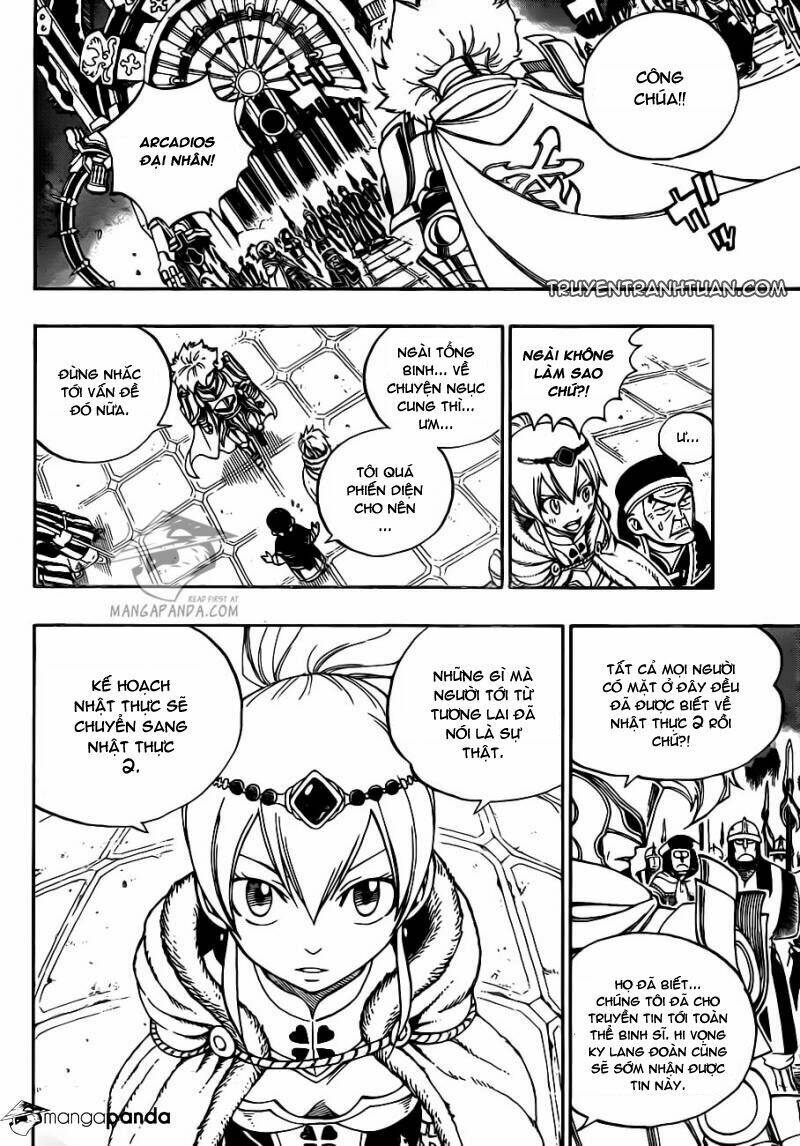 CÔNG
CHÚA!!
ARCADIOS
ĐẠI NHÂN!
TRUYENTRANHTUAN.COM
NGÀI KHÔNG
LÀM SAO
CHỨ?!
Ư...
NGÀI TỔNG
BINH... VỀ
CHUYỆN NGỤC
CUNG THÌ...
ƯM...
TÔI QUÁ
PHIẾN DIỆN
CHO NÊN
...
ĐỪNG NHẮC
TỚI VẤN ĐỀ
ĐÓ NỮA.
READ FIRST AT
MANGAPANDA.COM
TẤT CẢ MỌI NGƯỜI
CÓ MẶT Ở ĐÂY ĐỀU
ĐÃ ĐƯỢC BIẾT VỀ
NHẬT THỰC 2 RỒI
CHỨ?!
HỌ ĐÃ BIẾT...
CHÚNG TÔI ĐÃ CHO
TRUYỀN TIN TỚI TOÀN
THỂ BINH SĨ. HI VỌNG
KỴ LANG ĐOÀN CŨNG
SẼ SỚM NHẬN ĐƯỢC
TIN NÀY.
NHỮNG GÌ MÀ
NGƯỜI TỚI TỪ
TƯƠNG LAI ĐÃ
NÓI LÀ SỰ
THẬT.
KẾ HOẠCH
NHẬT THỰC SẼ
CHUYỂN SANG
NHẬT THỰC
2.
mangapanda